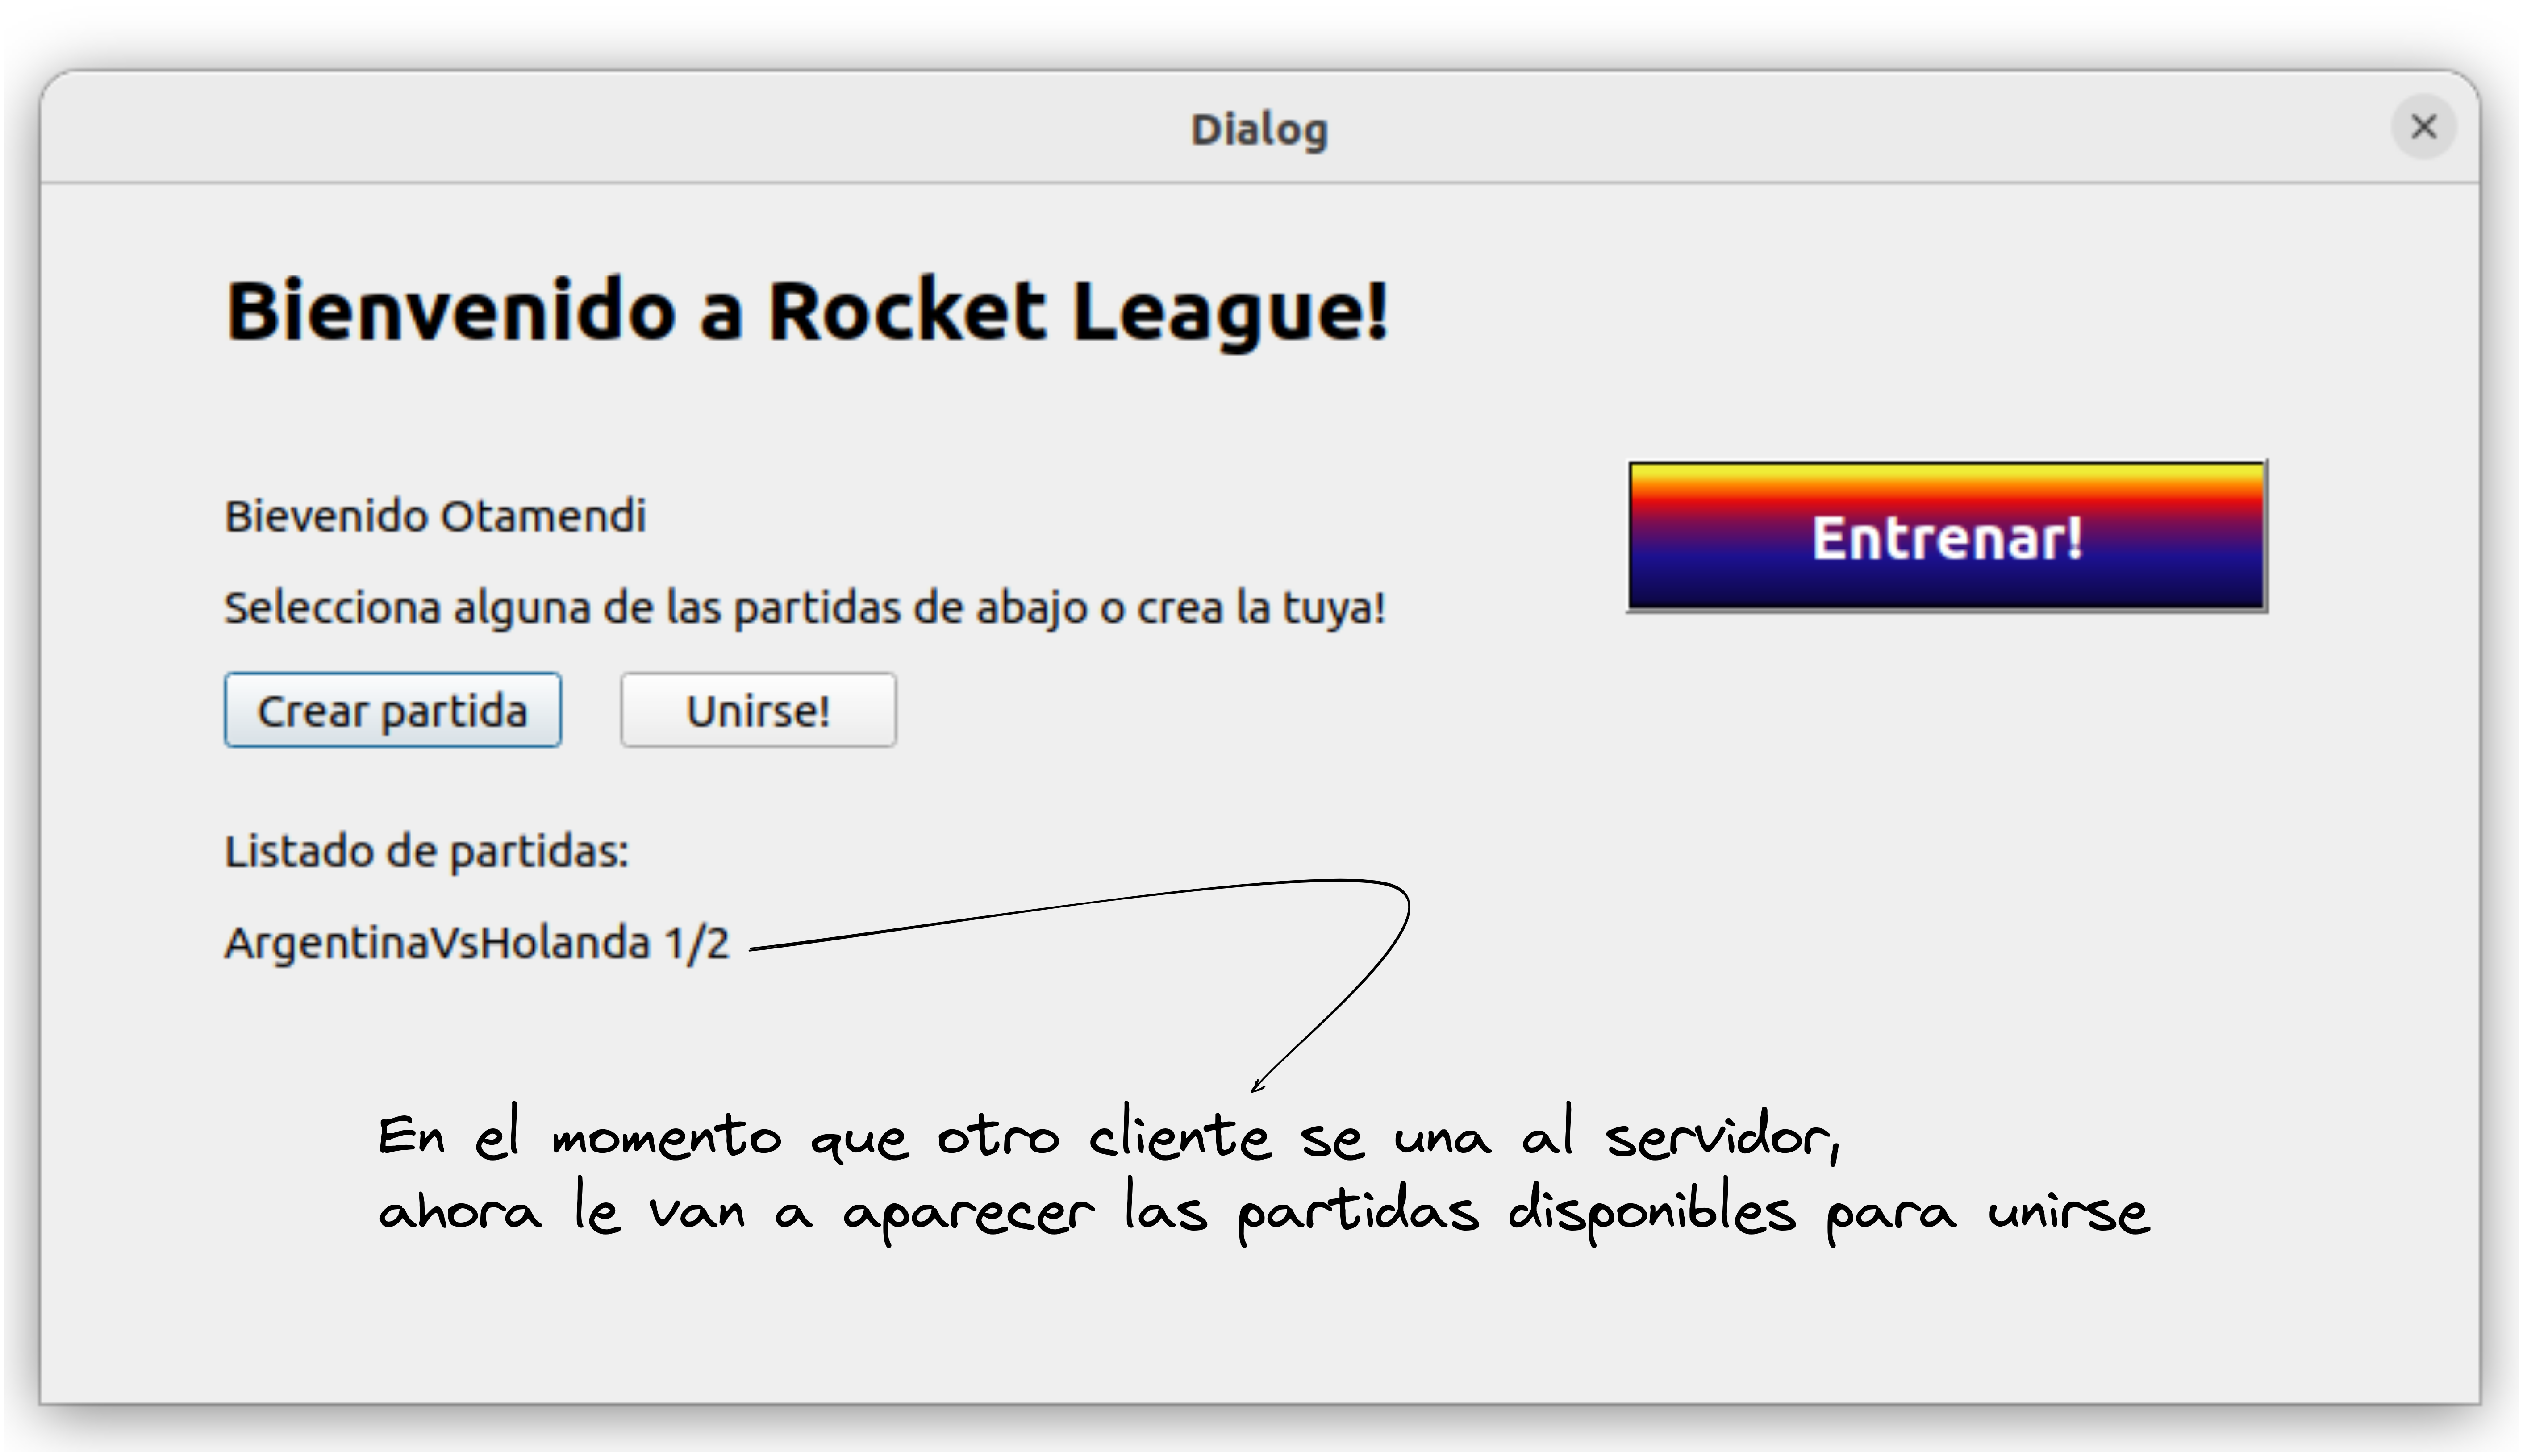 Dialog
Bienvenido a Rocket League!
Bievenido Otamendi
Entrenar!
Selecciona alguna de las partidas de abajo o crea la tuya!
Crear partida
Unirse!
Listado de partidas:
ArgentinaVsHolanda 1/2
En el momento que otro cliente se una al servidor,
ahora le van a aparecer las partidas disponibles para unirse